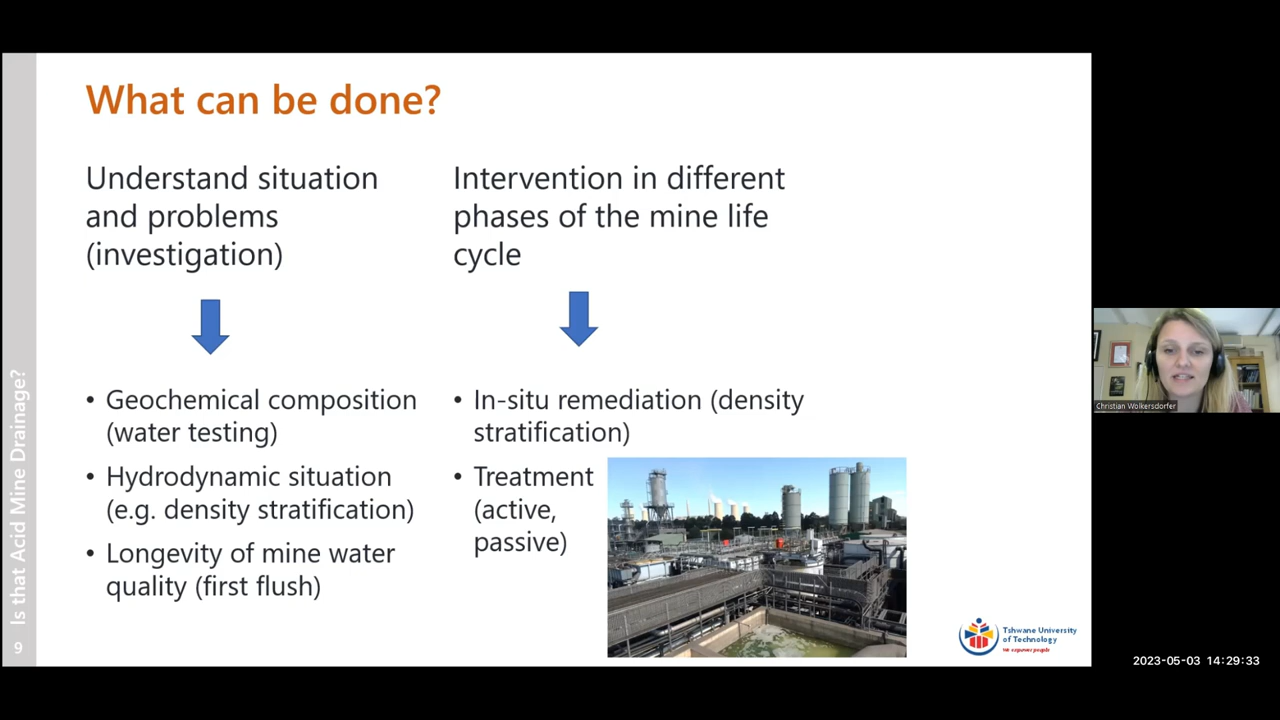 What can be done?
Understand situation
and problems
(investigation)
Intervention in different
phases of the mine life
cycle
• Geochemical composition
(water testing)
• Hydrodynamic situation
(e.g. density stratification)
• Longevity of mine water
quality (first flush)
• In-situ remediation (density
stratification)
• Treatment
(active,
passive)
Is that Acid Mine Drainage?
9
Tshwane University
of Technology
We empower people
Christian Wolkersdorfer
2023-05-03 14:29:33